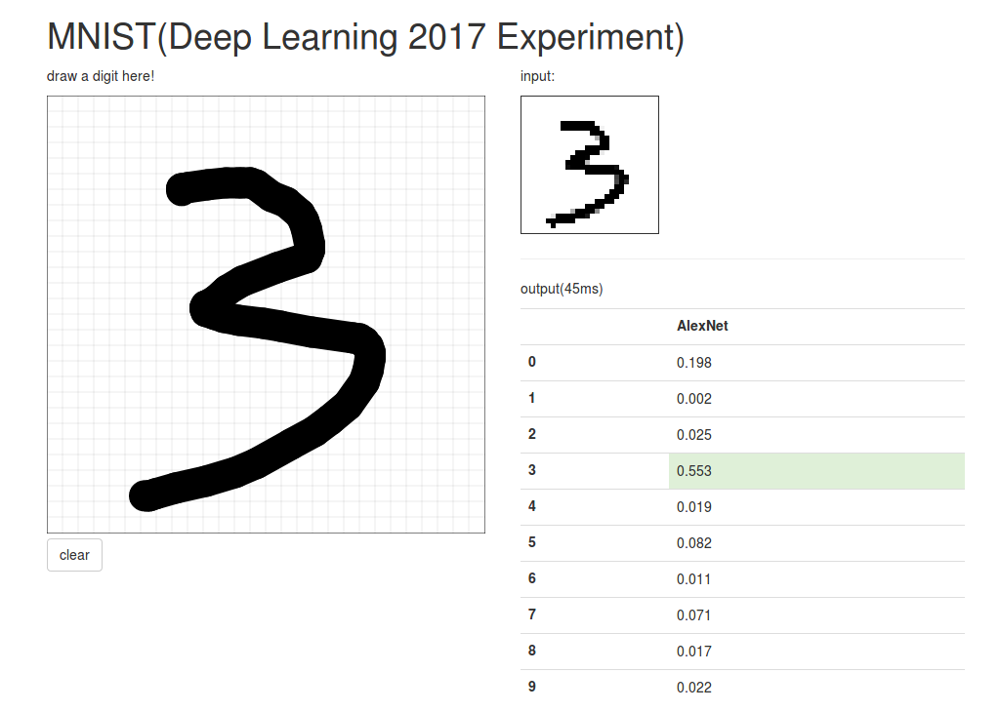 MNIST(Deep Learning 2017 Experiment)
draw a digit here!
3
clear
input:
3
output(45ms)
AlexNet
0 0.198
1 0.002
2 0.025
3 0.553
4 0.019
5 0.082
6 0.011
7 0.071
8 0.017
9 0.022